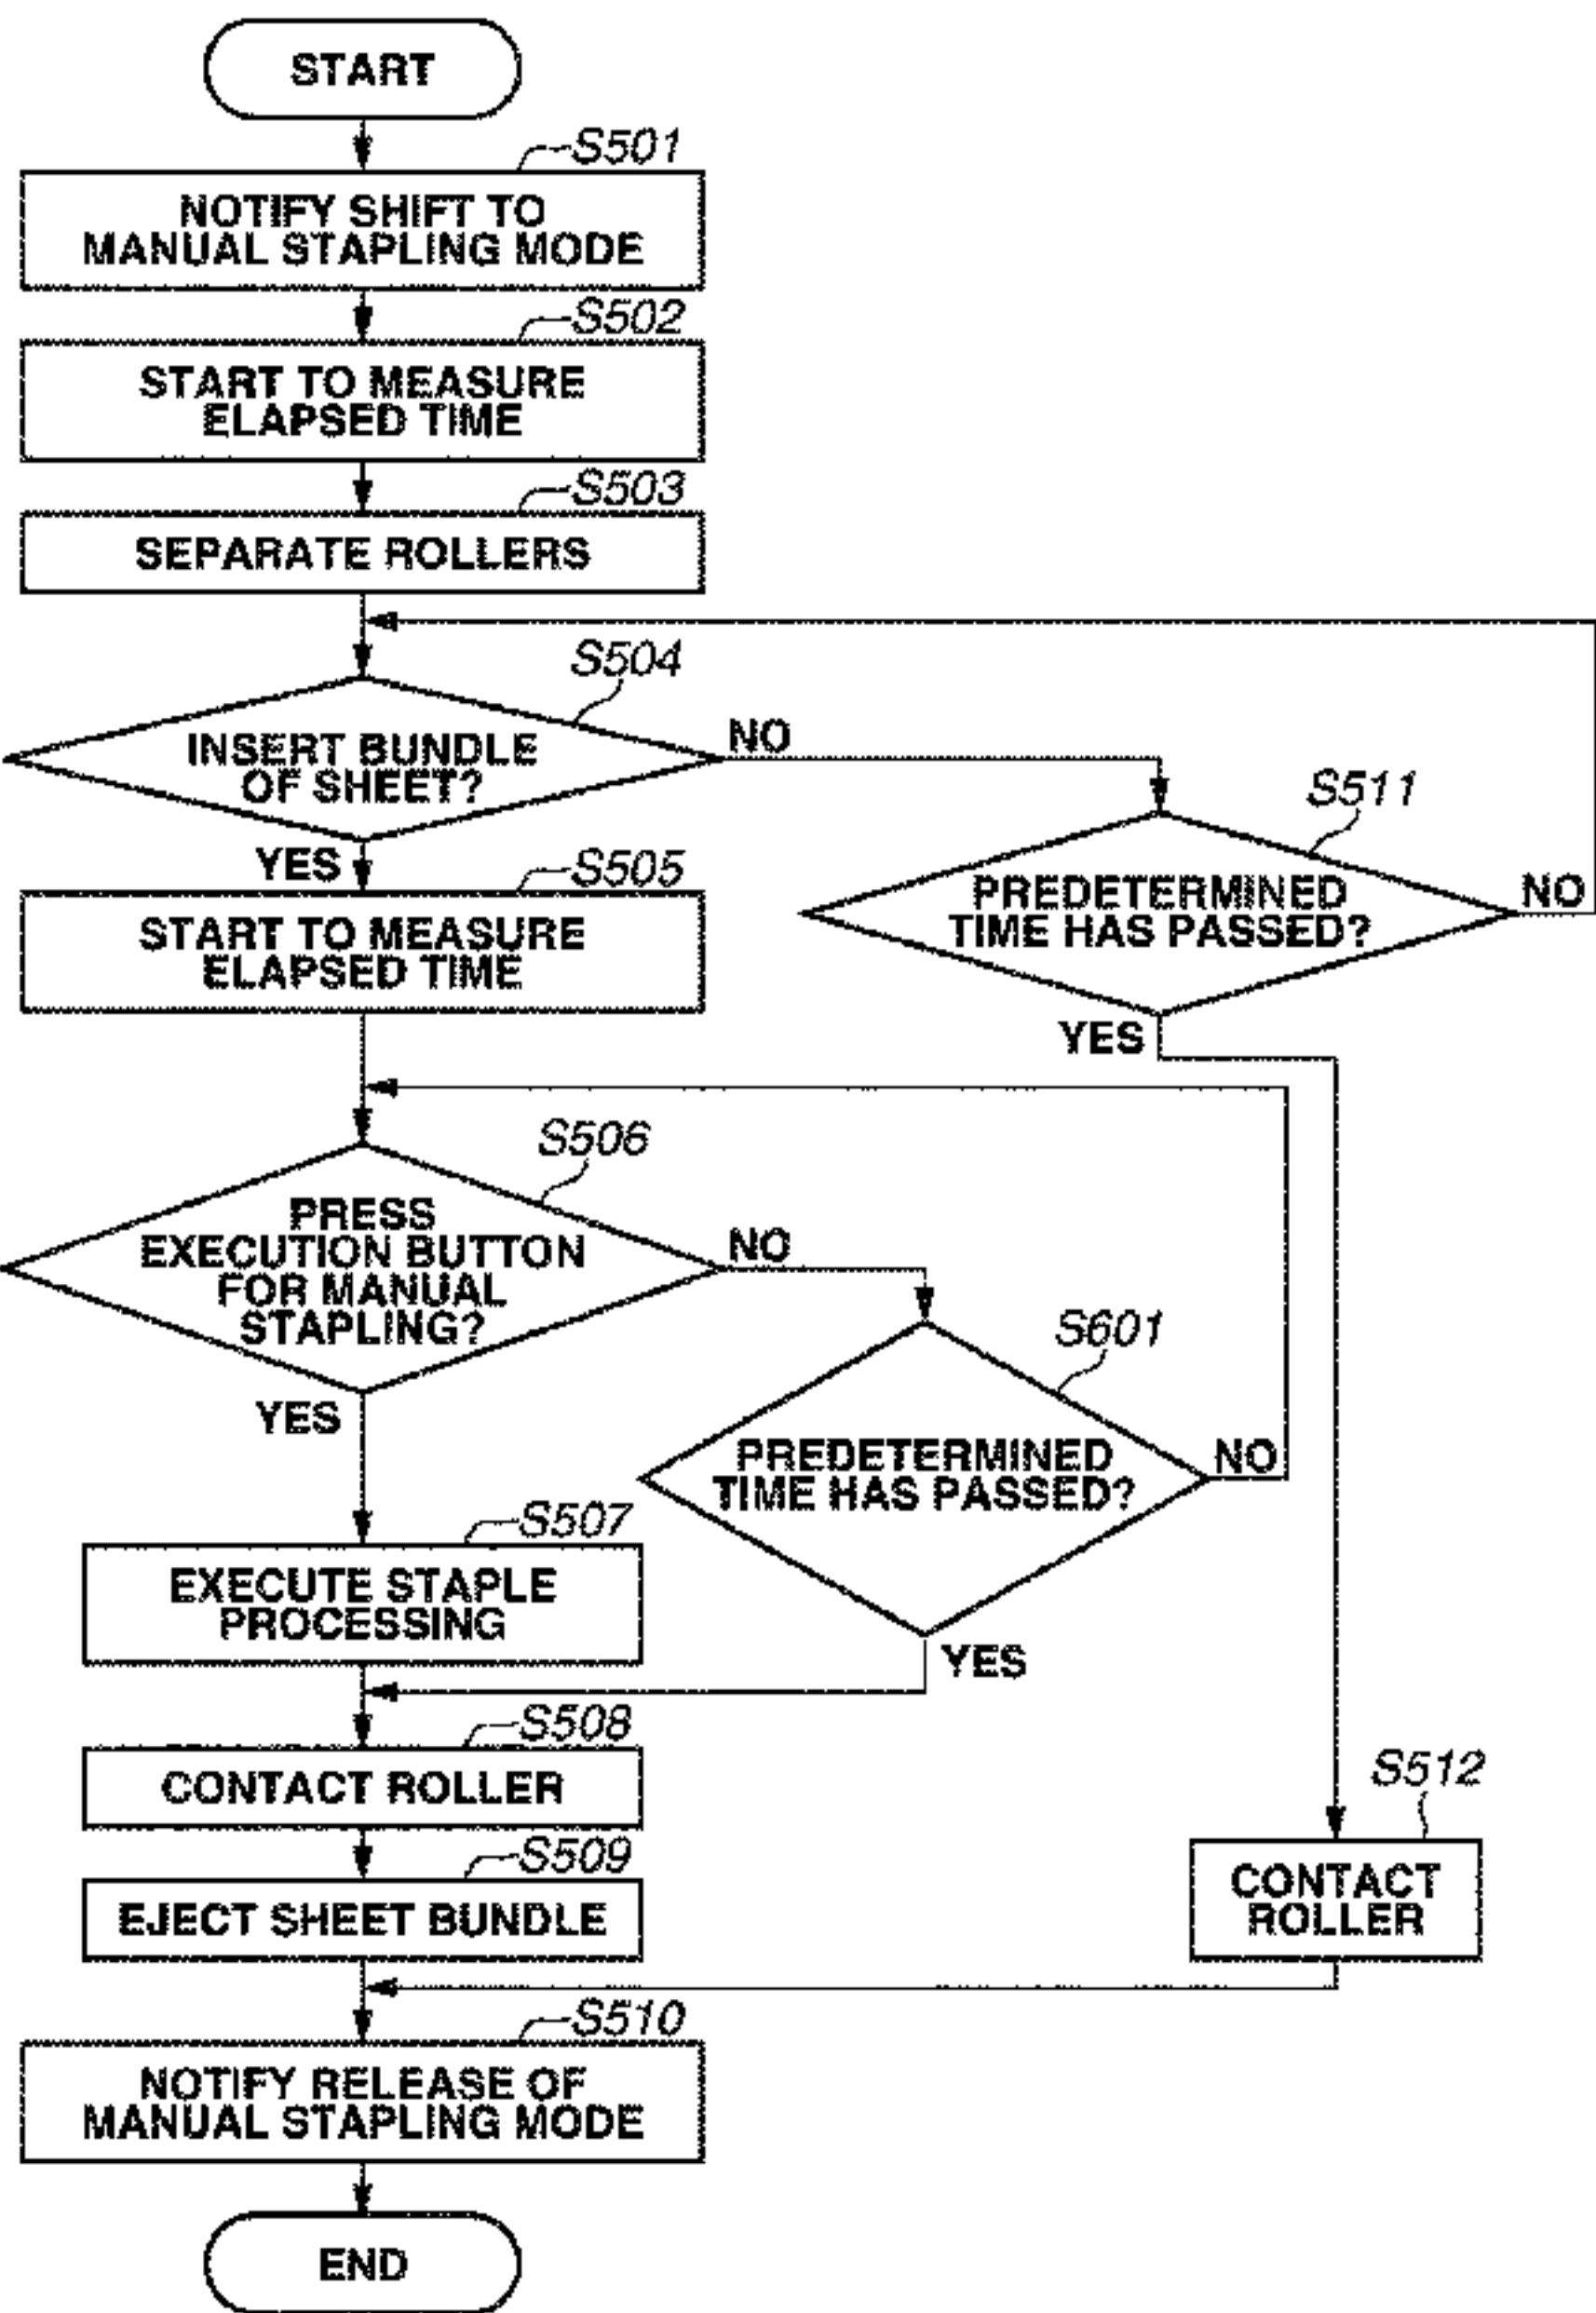 START
S501
NOTIFY SHIFT TO
MANUAL STAPLING MODE
S502
START TO MEASURE
ELAPSED TIME
S503
SEPARATE ROLLERS
S504
INSERT BUNDLE
OF SHEET?
NO
YES
S511
PREDETERMINED
TIME HAS PASSED?
NO
YES
S505
START TO MEASURE
ELAPSED TIME
S506
PRESS
EXECUTION BUTTON
FOR MANUAL
STAPLING?
NO
YES
S601
PREDETERMINED
TIME HAS PASSED?
NO
YES
S507
EXECUTE STAPLE
PROCESSING
S508
CONTACT ROLLER
S509
EJECT SHEET BUNDLE
S512
CONTACT
ROLLER
S510
NOTIFY RELEASE OF
MANUAL STAPLING MODE
END